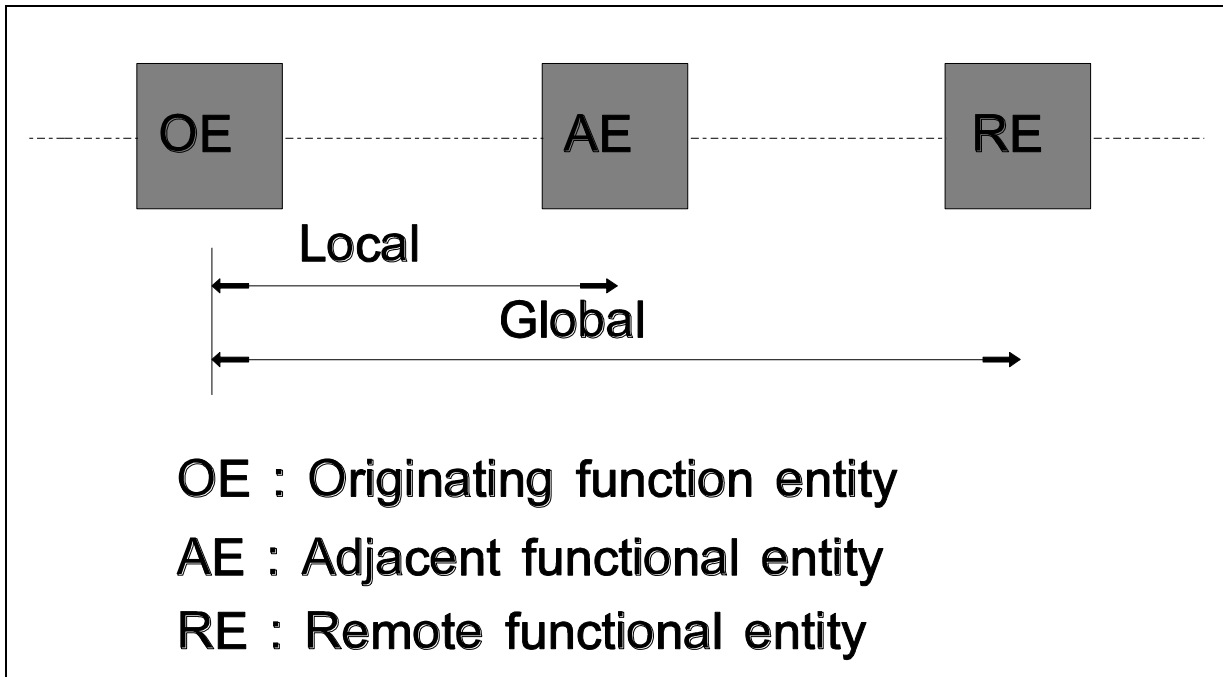 OE AE RE
Local
Global
OE : Originating function entity
AE : Adjacent functional entity
RE : Remote functional entity